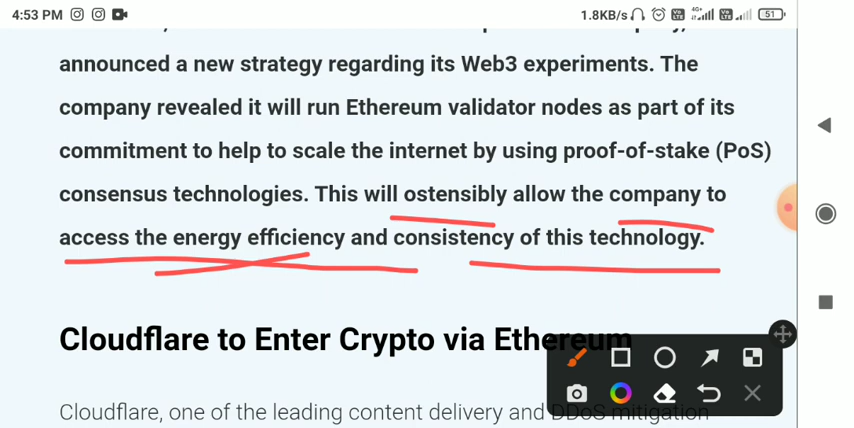 4:53 PM
1.8KB/s 4G+ 51
announced a new strategy regarding its Web3 experiments. The
company revealed it will run Ethereum validator nodes as part of its
commitment to help to scale the internet by using proof-of-stake (PoS)
consensus technologies. This will ostensibly allow the company to
access the energy efficiency and consistency of this technology.
Cloudflare to Enter Crypto via Ethereum
Cloudflare, one of the leading content delivery and DDoS mitigation